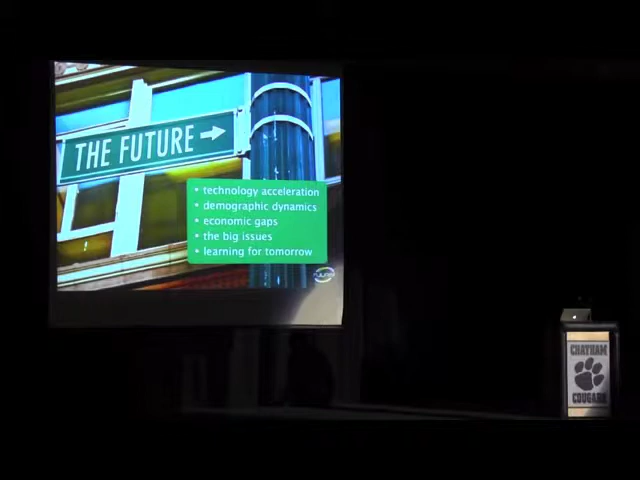 THE FUTURE →
• technology acceleration
• demographic dynamics
• economic gaps
• the big issues
• learning for tomorrow
CHATHAM
COUGARS